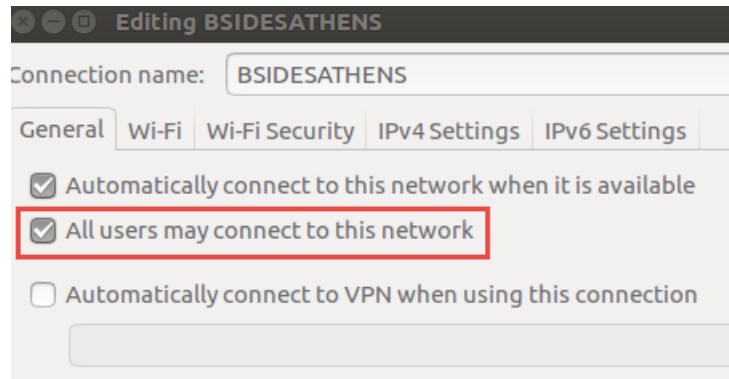 Editing BSIDESATHENS
Connection name: BSIDESATHENS
General Wi-Fi Wi-Fi Security IPv4 Settings IPv6 Settings
Automatically connect to this network when it is available
All users may connect to this network
Automatically connect to VPN when using this connection